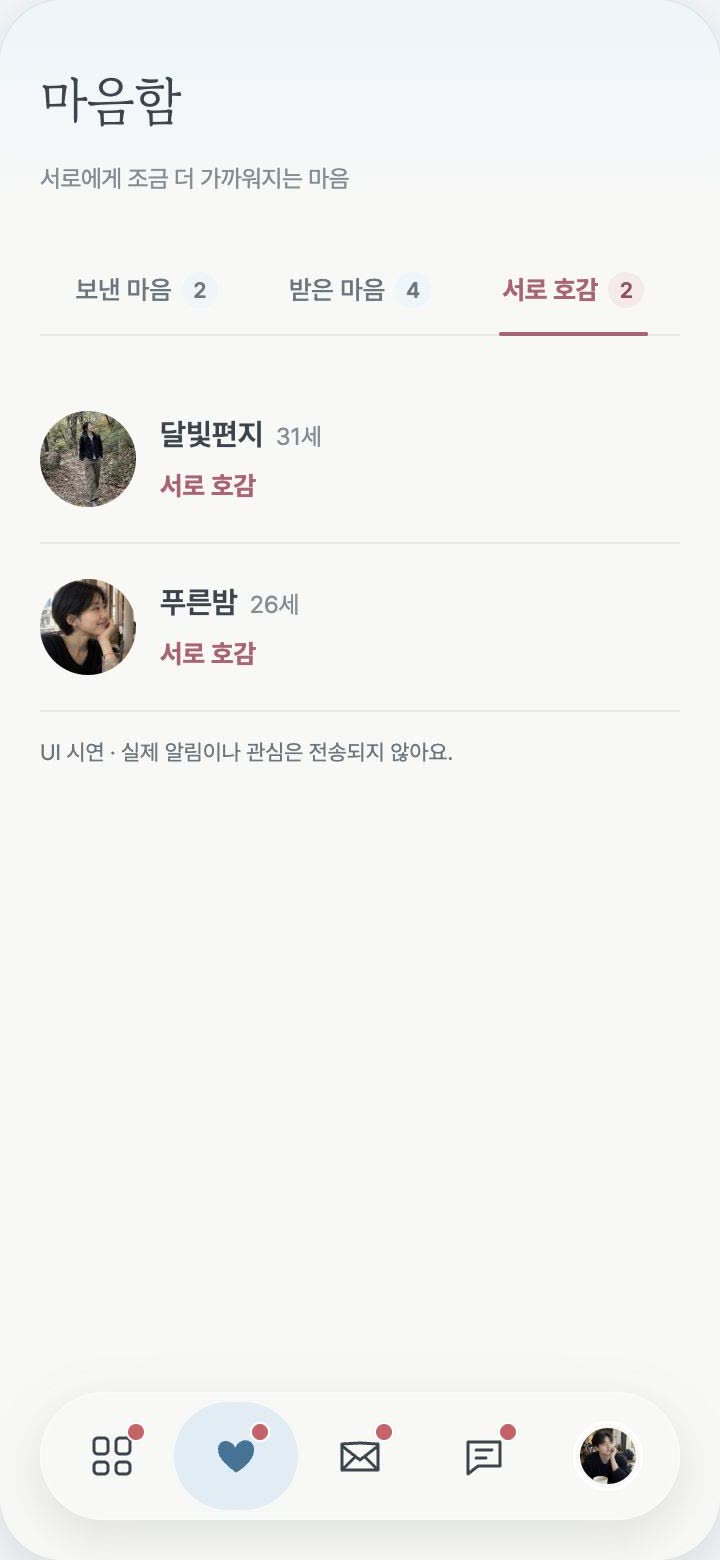 마음함
서로에게 조금 더 가까워지는 마음
보낸 마음 2 받은 마음 4 서로 호감 2
달빛편지 31세
서로 호감
푸른밤 26세
서로 호감
UI 시연 · 실제 알림이나 관심은 전송되지 않아요.